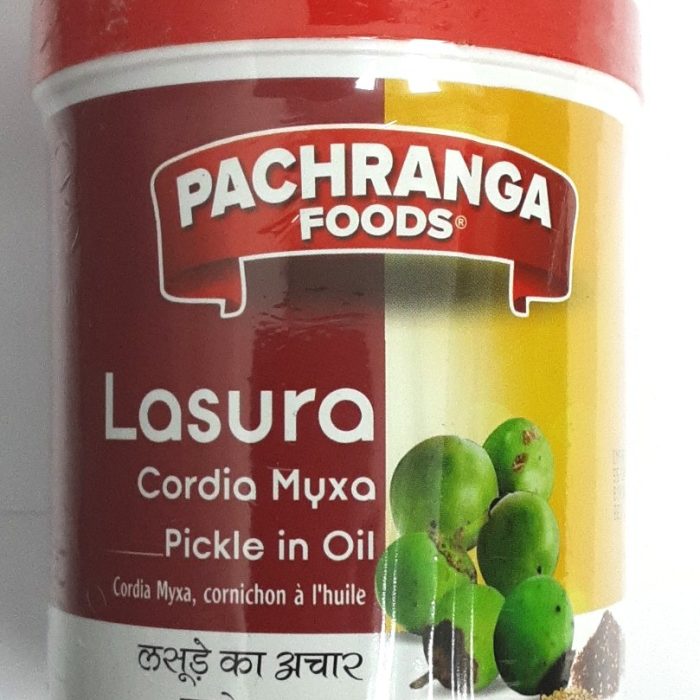 PACHRANGA
FOODS®
Lasura
Cordia Myxa
Pickle in Oil
Cordia Myxa, cornichon à l'huile
लसूड़े का अचार